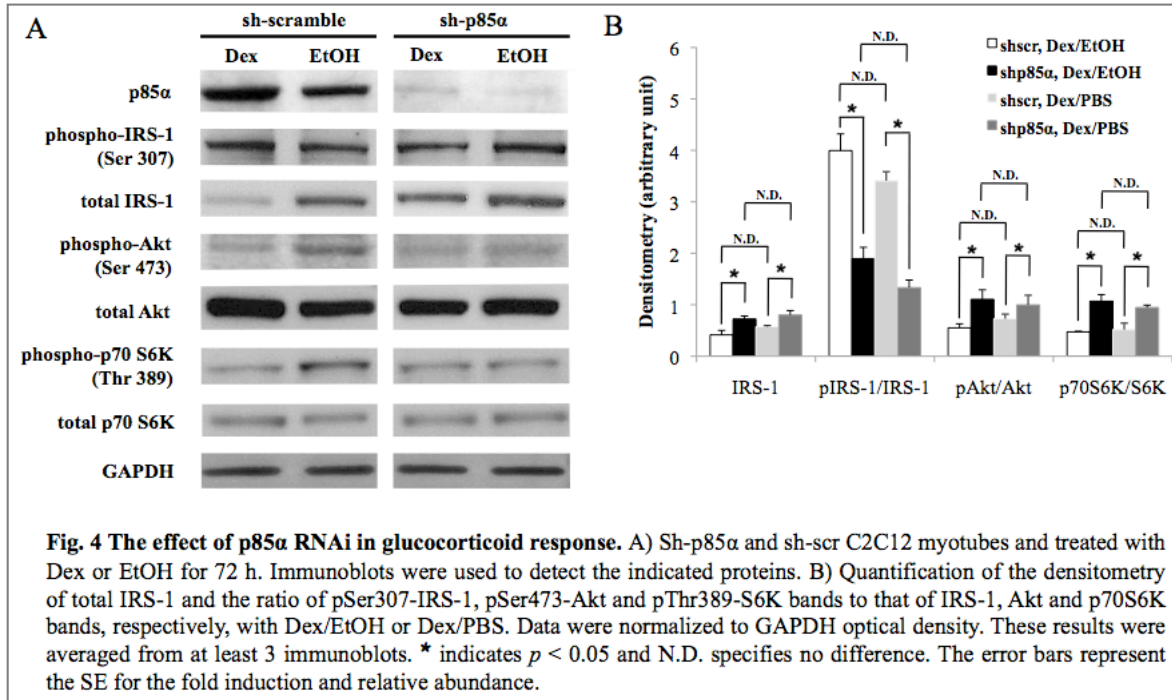 A
sh-scramble
sh-p85α
Dex
EtOH
Dex
EtOH
p85α
phospho-IRS-1
(Ser 307)
total IRS-1
phospho-Akt
(Ser 473)
total Akt
phospho-p70 S6K
(Thr 389)
total p70 S6K
GAPDH
B
Densitometry (arbitrary unit)
6
5
4
3
2
1
0
shscr, Dex/EtOH
shp85α, Dex/EtOH
shscr, Dex/PBS
shp85α, Dex/PBS
N.D.
N.D.
*
*
N.D.
N.D.
*
*
N.D.
N.D.
*
*
N.D.
N.D.
*
*
IRS-1
pIRS-1/IRS-1
pAkt/Akt
p70S6K/S6K
Fig. 4 The effect of p85α RNAi in glucocorticoid response. A) Sh-p85α and sh-scr C2C12 myotubes and treated with
Dex or EtOH for 72 h. Immunoblots were used to detect the indicated proteins. B) Quantification of the densitometry
of total IRS-1 and the ratio of pSer307-IRS-1, pSer473-Akt and pThr389-S6K bands to that of IRS-1, Akt and p70S6K
bands, respectively, with Dex/EtOH or Dex/PBS. Data were normalized to GAPDH optical density. These results were
averaged from at least 3 immunoblots. * indicates p < 0.05 and N.D. specifies no difference. The error bars represent
the SE for the fold induction and relative abundance.